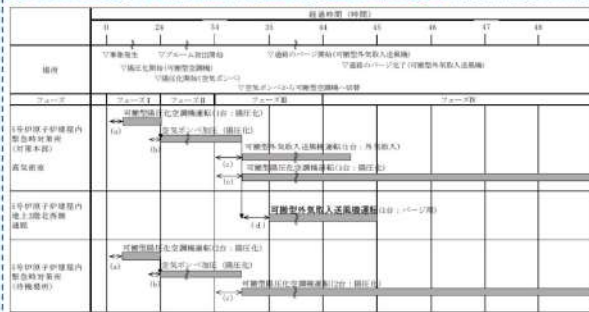 経過時間 (時間)
0 24 34 35 44 45 46 47 48
場所
▽事象発生
▽プルーム放出開始
▽通路のパージ開始(可搬型外気取入送風機)
▽陽圧化開始(可搬型空調機)
▽通路のパージ完了(可搬型外気取入送風機)
▽陽圧化開始(空気ボンベ)
▽空気ボンベから可搬型空調機へ切替
フェーズ フェーズⅠ フェーズⅡ フェーズⅢ フェーズⅣ
5号炉原子炉建屋内
緊急時対策所
(対策本部)
高気密室
可搬型陽圧化空調機運転(1台:陽圧化)
(a)
空気ボンベ加圧 (陽圧化)
(b)
可搬型外気取入送風機運転(1台:外気取入)
(c)
可搬型陽圧化空調機運転(1台:陽圧化)
(c)
5号炉原子炉建屋内
地上3階北西側
通路
可搬型外気取入送風機運転(1台:パージ用)
(d)
5号炉原子炉建屋内
緊急時対策所
(待機場所)
可搬型陽圧化空調機運転(2台:陽圧化)
(a)
空気ボンベ加圧 (陽圧化)
(b)
可搬型陽圧化空調機運転(2台:陽圧化)
(c)